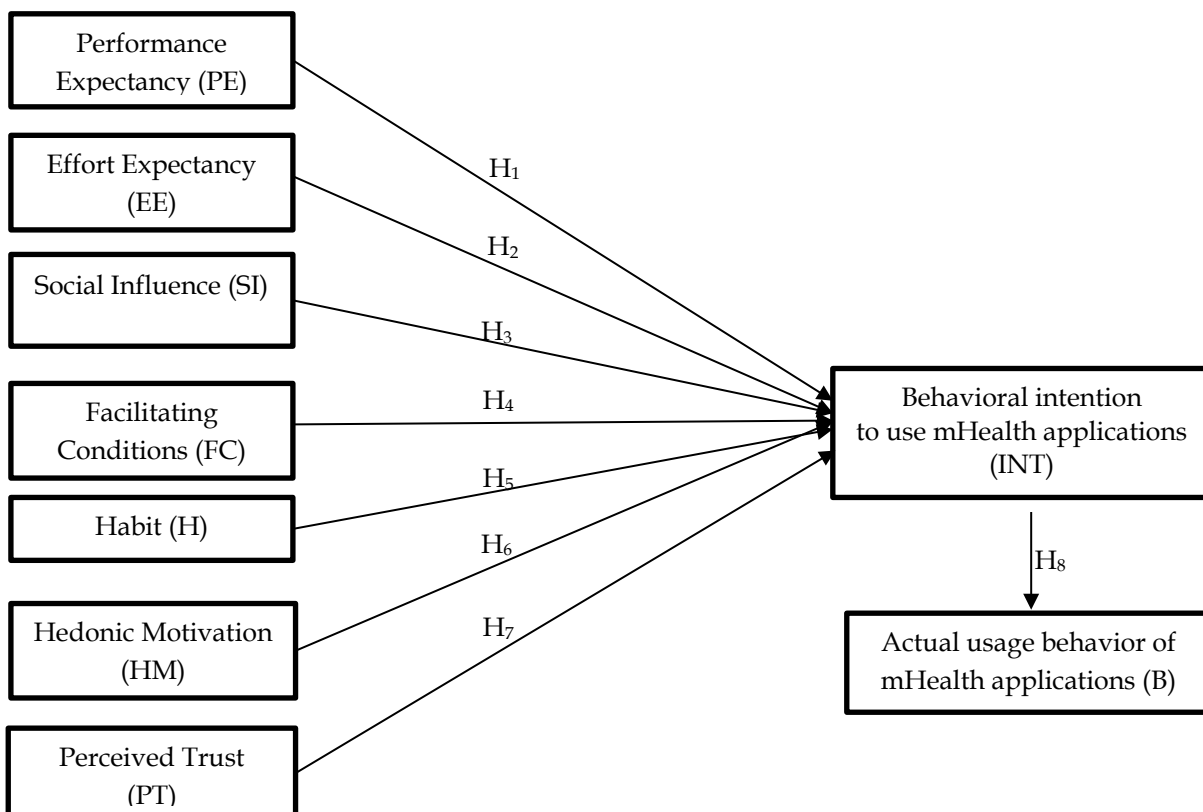 Performance
Expectancy (PE)
Effort Expectancy
(EE)
Social Influence (SI)
Facilitating
Conditions (FC)
Habit (H)
Hedonic Motivation
(HM)
Perceived Trust
(PT)
H₁
H₂
H₃
H₄
H₅
H₆
H₇
Behavioral intention
to use mHealth applications
(INT)
H₈
Actual usage behavior of
mHealth applications (B)